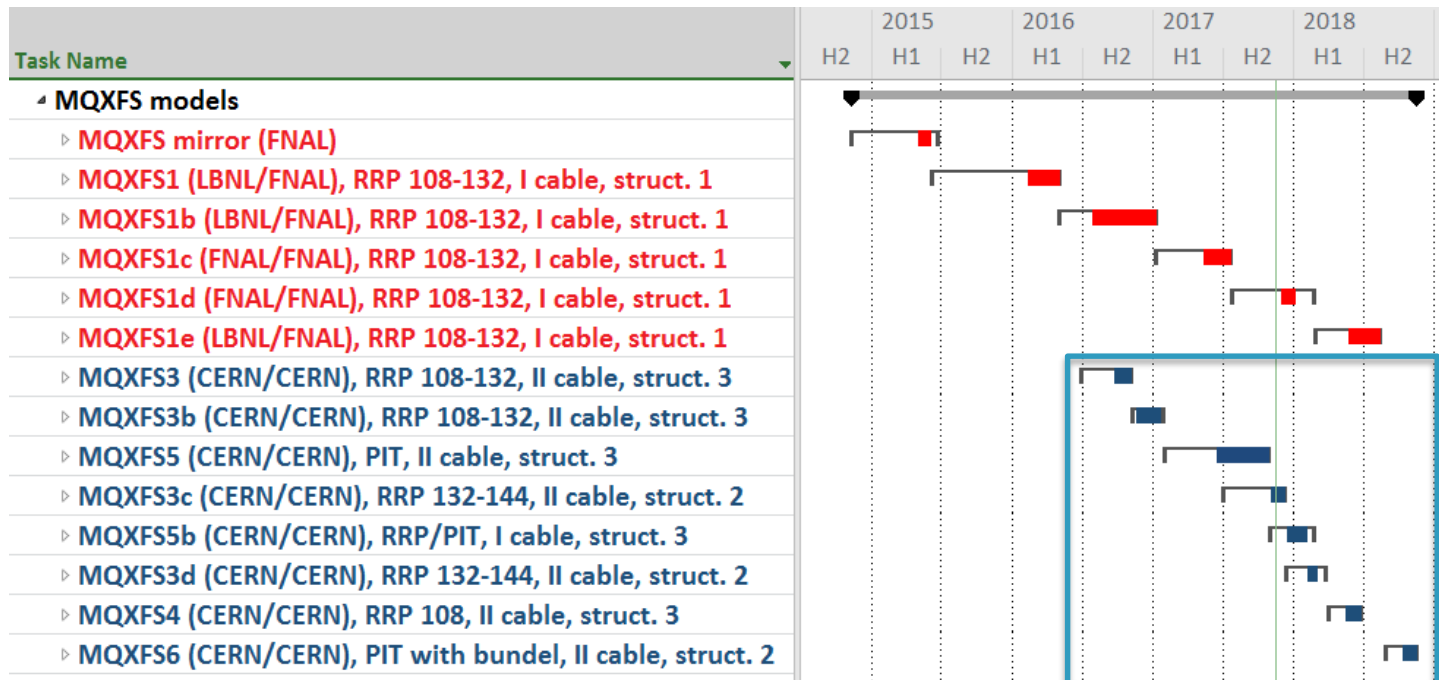 2015 2016 2017 2018
Task Name H2 H1 H2 H1 H2 H1 H2 H1 H2
MQXFS models
MQXFS mirror (FNAL)
MQXFS1 (LBNL/FNAL), RRP 108-132, I cable, struct. 1
MQXFS1b (LBNL/FNAL), RRP 108-132, I cable, struct. 1
MQXFS1c (FNAL/FNAL), RRP 108-132, I cable, struct. 1
MQXFS1d (FNAL/FNAL), RRP 108-132, I cable, struct. 1
MQXFS1e (LBNL/FNAL), RRP 108-132, I cable, struct. 1
MQXFS3 (CERN/CERN), RRP 108-132, II cable, struct. 3
MQXFS3b (CERN/CERN), RRP 108-132, II cable, struct. 3
MQXFS5 (CERN/CERN), PIT, II cable, struct. 3
MQXFS3c (CERN/CERN), RRP 132-144, II cable, struct. 2
MQXFS5b (CERN/CERN), RRP/PIT, I cable, struct. 3
MQXFS3d (CERN/CERN), RRP 132-144, II cable, struct. 2
MQXFS4 (CERN/CERN), RRP 108, II cable, struct. 3
MQXFS6 (CERN/CERN), PIT with bundel, II cable, struct. 2